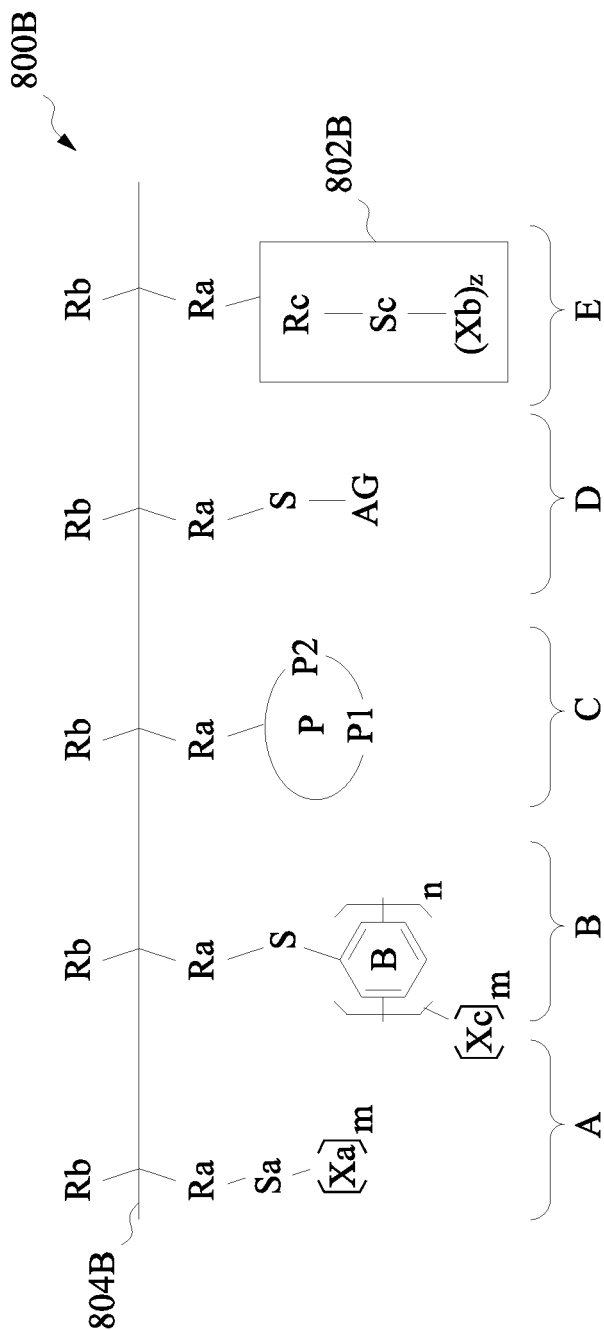 800B
804B
Rb Rb Rb Rb Rb
Ra Ra Ra Ra Ra
802B
Sa
[Xa]m
S
B
n
[Xc]m
P
P1
P2
S
AG
Rc
Sc
(Xb)z
A B C D E